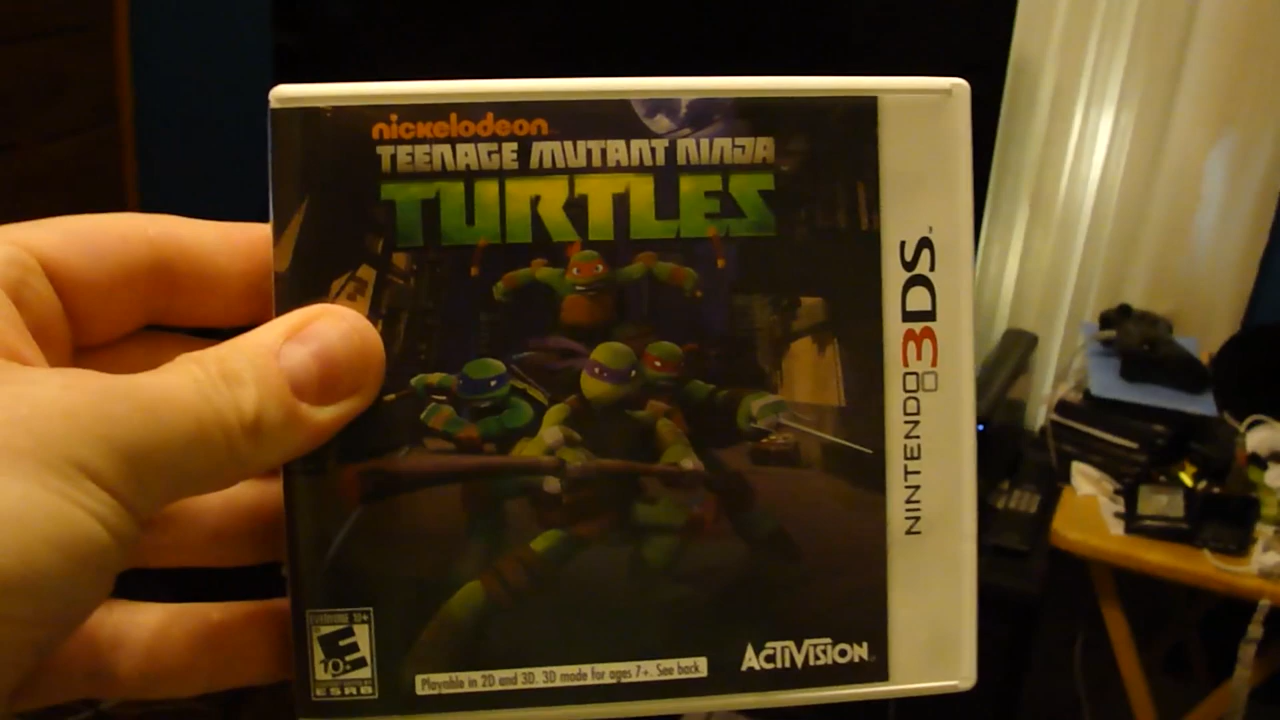 nickelodeon
TEENAGE MUTANT NINJA
TURTLES
NINTENDO 3DS™
EVERYONE 10+
E
10+
ESRB
Playable in 2D and 3D. 3D mode for ages 7+. See back.
ACTIVISION